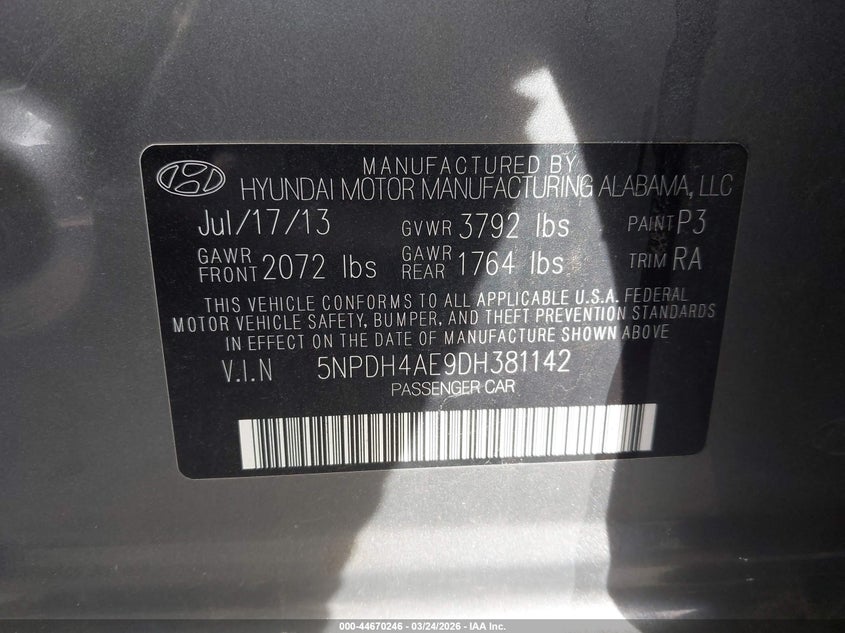 MANUFACTURED BY
HYUNDAI MOTOR MANUFACTURING ALABAMA, LLC
Jul/17/13 GVWR 3792 lbs PAINT P3
GAWR FRONT 2072 lbs GAWR REAR 1764 lbs TRIM RA
THIS VEHICLE CONFORMS TO ALL APPLICABLE U.S.A. FEDERAL
MOTOR VEHICLE SAFETY, BUMPER, AND THEFT PREVENTION STANDARDS
IN EFFECT ON THE DATE OF MANUFACTURE SHOWN ABOVE
V.I.N 5NPDH4AE9DH381142
PASSENGER CAR
000-44670246 - 03/24/2026 - IAA Inc.